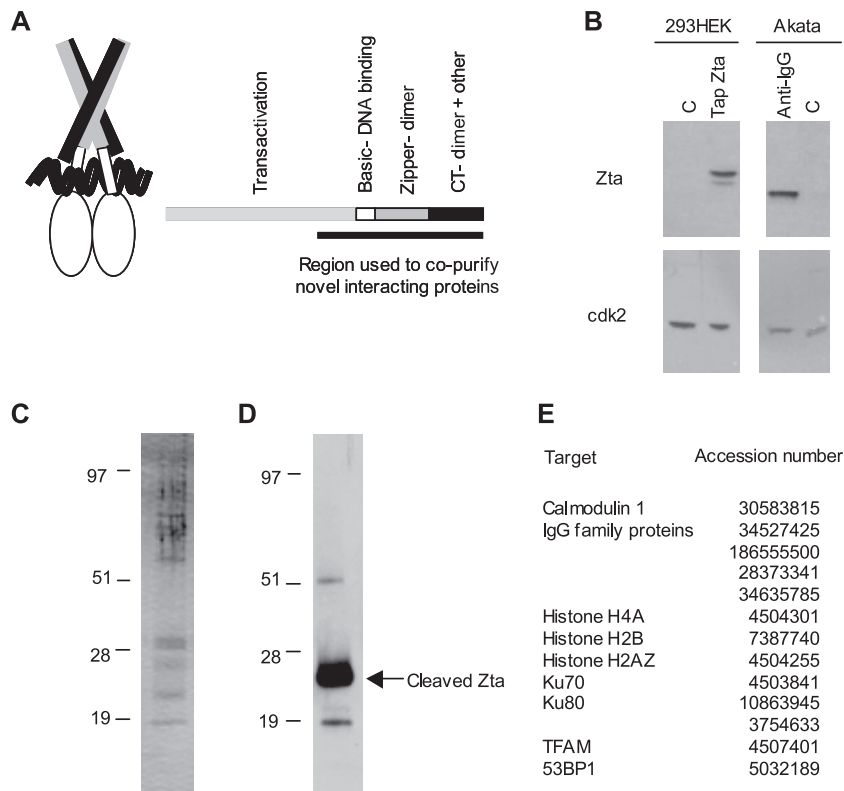 A
Transactivation
Basic- DNA binding
Zipper- dimer
CT- dimer + other
Region used to co-purify
novel interacting proteins
B
293HEK
Akata
C
Tap Zta
Anti-IgG
C
Zta
cdk2
C
97
51
28
19
D
97
51
28
19
Cleaved Zta
E
Target Accession number
Calmodulin 1 30583815
IgG family proteins 34527425
186555500
28373341
34635785
Histone H4A 4504301
Histone H2B 7387740
Histone H2AZ 4504255
Ku70 4503841
Ku80 10863945
3754633
TFAM 4507401
53BP1 5032189